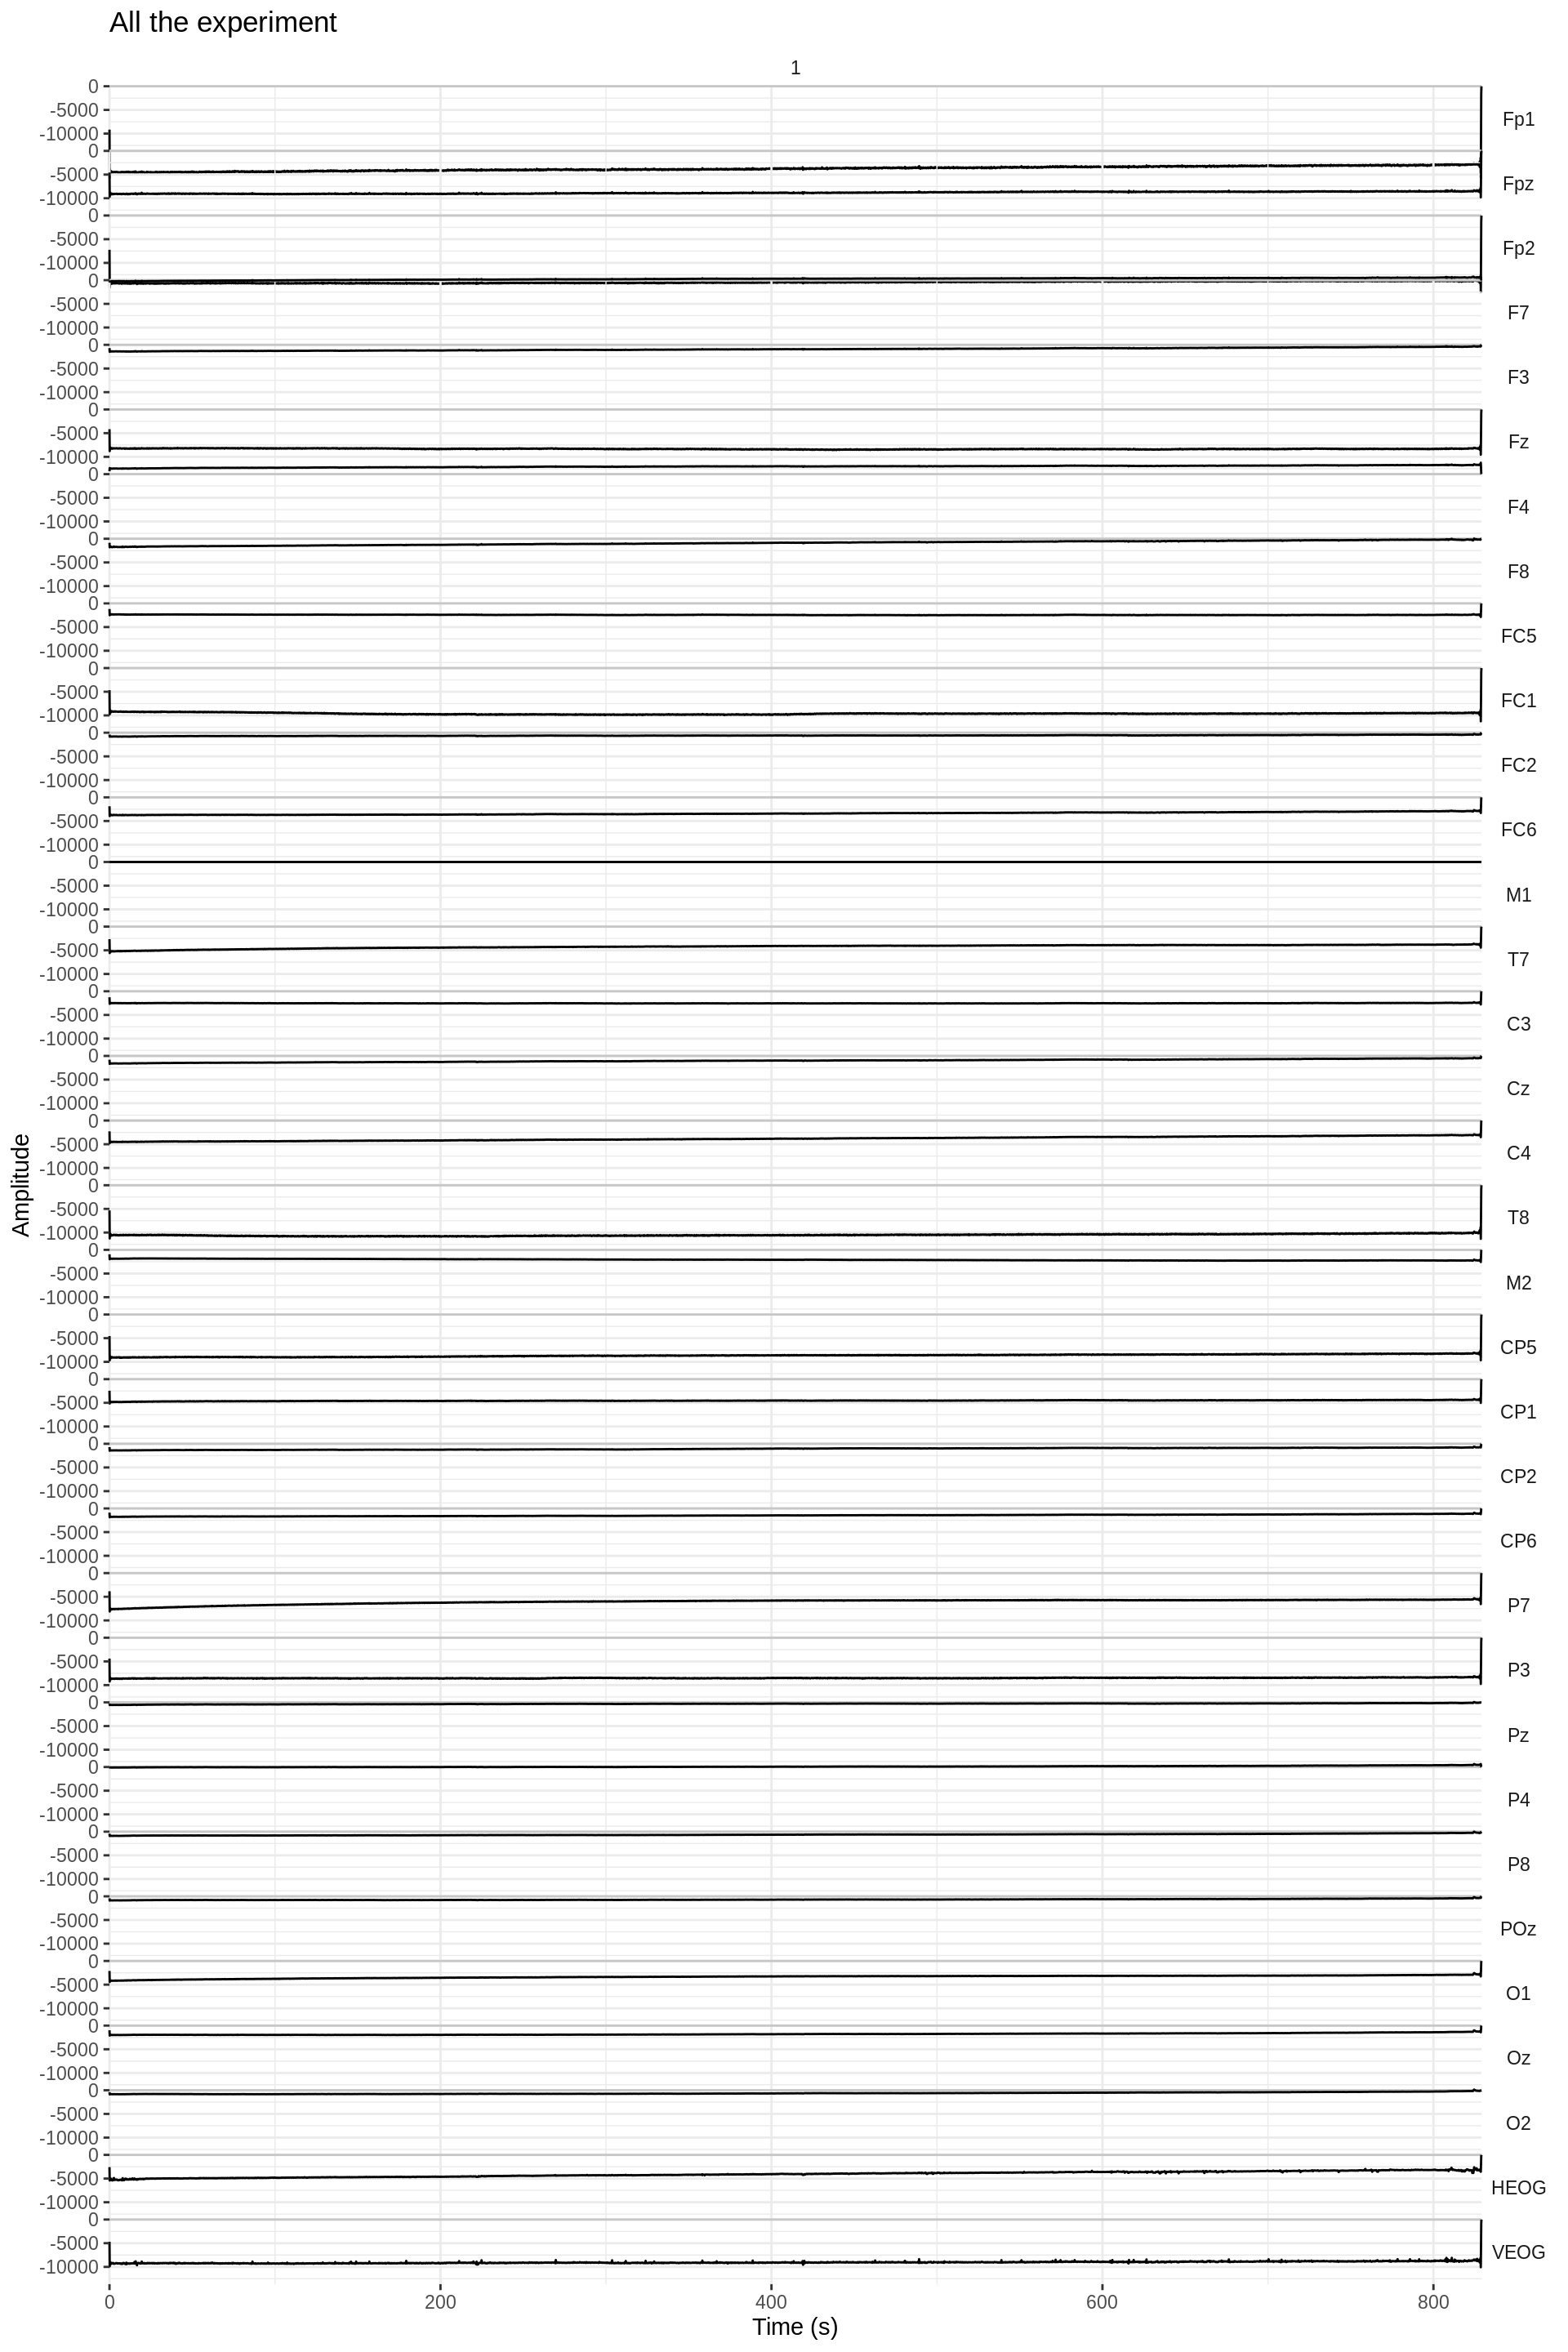 All the experiment
1
0
-5000
-10000
Fp1
0
-5000
-10000
Fpz
0
-5000
-10000
Fp2
0
-5000
-10000
F7
0
-5000
-10000
F3
0
-5000
-10000
Fz
0
-5000
-10000
F4
0
-5000
-10000
F8
0
-5000
-10000
FC5
0
-5000
-10000
FC1
0
-5000
-10000
FC2
0
-5000
-10000
FC6
0
-5000
-10000
M1
0
-5000
-10000
T7
0
-5000
-10000
C3
0
-5000
-10000
Cz
0
-5000
-10000
C4
0
-5000
-10000
T8
0
-5000
-10000
M2
0
-5000
-10000
CP5
0
-5000
-10000
CP1
0
-5000
-10000
CP2
0
-5000
-10000
CP6
0
-5000
-10000
P7
0
-5000
-10000
P3
0
-5000
-10000
Pz
0
-5000
-10000
P4
0
-5000
-10000
P8
0
-5000
-10000
POz
0
-5000
-10000
O1
0
-5000
-10000
Oz
0
-5000
-10000
O2
0
-5000
-10000
HEOG
0
-5000
-10000
VEOG
Amplitude
0 200 400 600 800
Time (s)